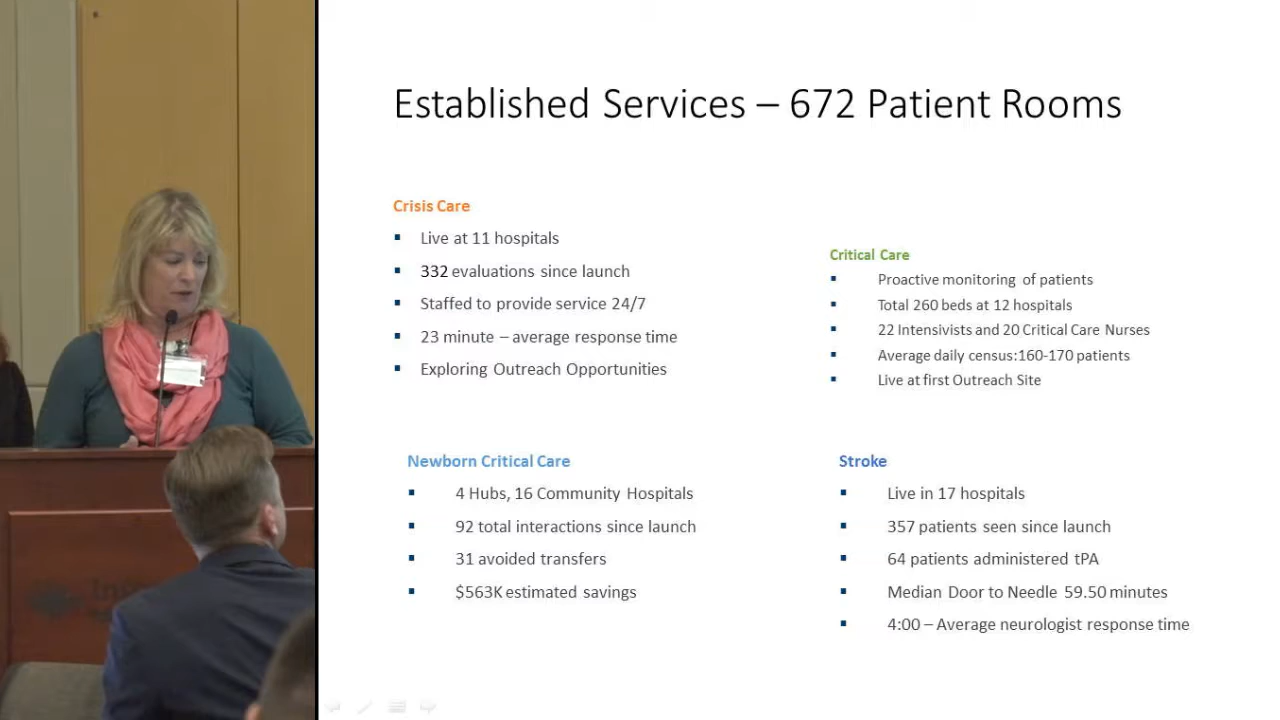 Established Services – 672 Patient Rooms
Crisis Care
Live at 11 hospitals
332 evaluations since launch
Staffed to provide service 24/7
23 minute – average response time
Exploring Outreach Opportunities
Critical Care
Proactive monitoring of patients
Total 260 beds at 12 hospitals
22 Intensivists and 20 Critical Care Nurses
Average daily census:160-170 patients
Live at first Outreach Site
Newborn Critical Care
4 Hubs, 16 Community Hospitals
92 total interactions since launch
31 avoided transfers
$563K estimated savings
Stroke
Live in 17 hospitals
357 patients seen since launch
64 patients administered tPA
Median Door to Needle 59.50 minutes
4:00 – Average neurologist response time